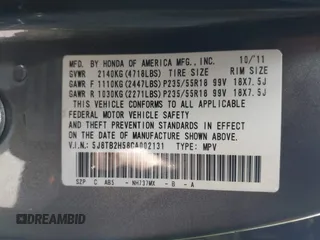 MFD. BY HONDA OF AMERICA MFG., INC. 10/'11
GVWR 2140KG(4718LBS) TIRE SIZE RIM SIZE
GAWR F 1110KG(2447LBS)P235/55R18 99V 18X7.5J
GAWR R 1030KG(2271LBS)P235/55R18 99V 18X7.5J
THIS VEHICLE CONFORMS TO ALL APPLICABLE
FEDERAL MOTOR VEHICLE SAFETY AND THEFT
PREVENTION STANDARDS IN EFFECT ON THE DATE OF
MANUFACTURE SHOWN ABOVE.
V.I.N.: 5J8TB2H58CA002131 TYPE: MPV
S2P C AB5 - NH737MX - B - A
DREAMBID